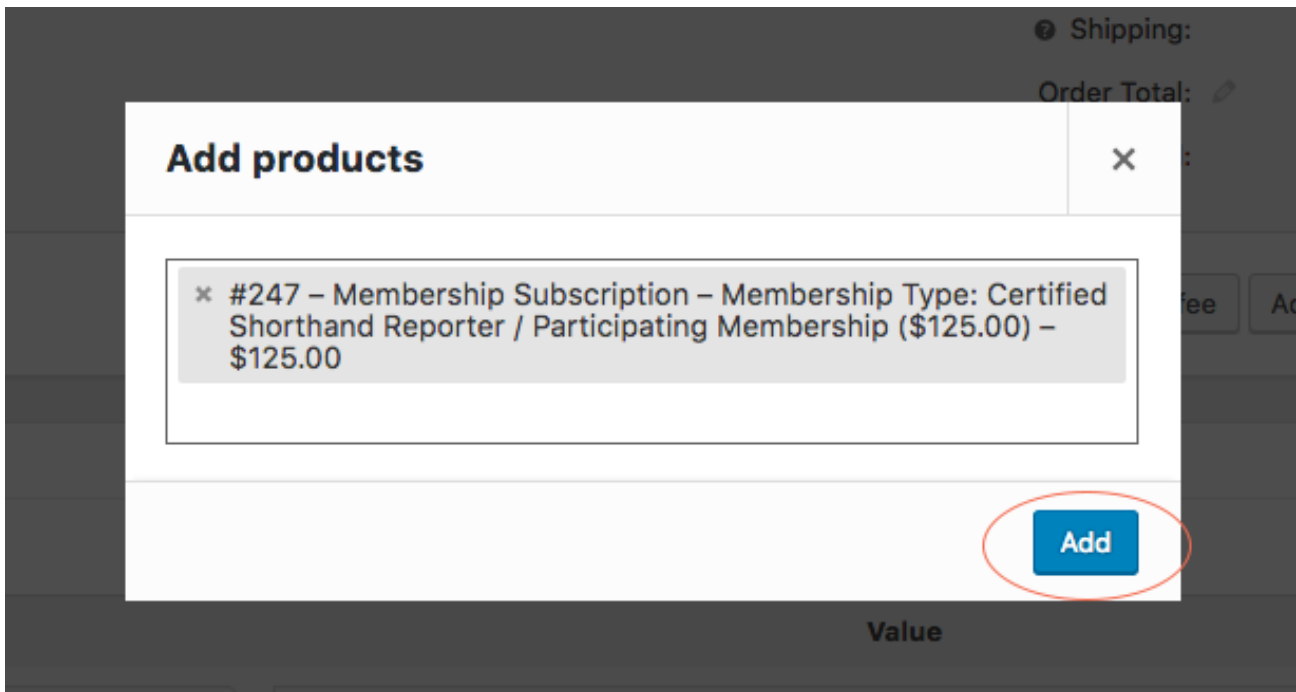 Shipping:
Order Total:
Add products
×
:
× #247 – Membership Subscription – Membership Type: Certified
Shorthand Reporter / Participating Membership ($125.00) –
$125.00
fee
Add
Value